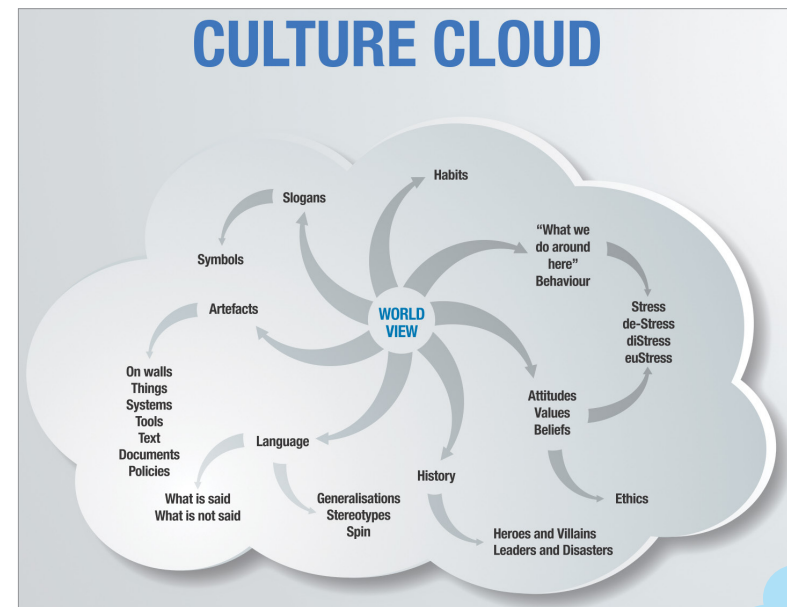 CULTURE CLOUD
Habits
Slogans
Symbols
"What we
do around
here"
Behaviour
Stress
de-Stress
diStress
euStress
WORLD
VIEW
Artefacts
On walls
Things
Systems
Tools
Text
Documents
Policies
Attitudes
Values
Beliefs
Language
What is said
What is not said
Generalisations
Stereotypes
Spin
History
Heroes and Villains
Leaders and Disasters
Ethics